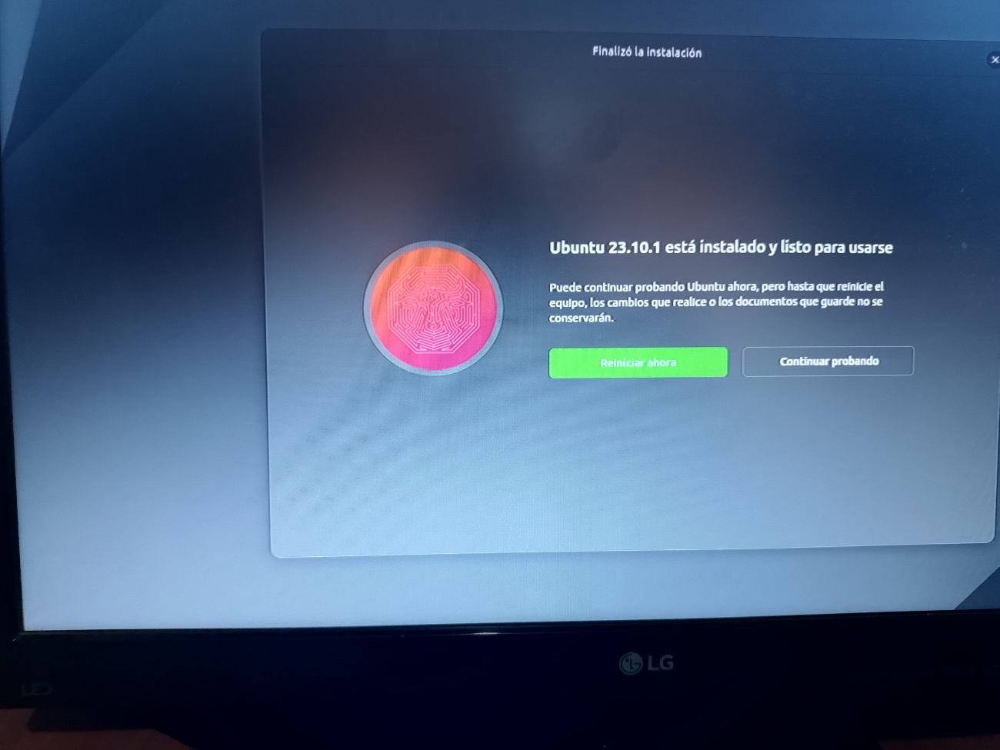 Finalizó la instalación
Ubuntu 23.10.1 está instalado y listo para usarse
Puede continuar probando Ubuntu ahora, pero hasta que reinicie el
equipo, los cambios que realice o los documentos que guarde no se
conservarán.
Reiniciar ahora
Continuar probando
LG
LED